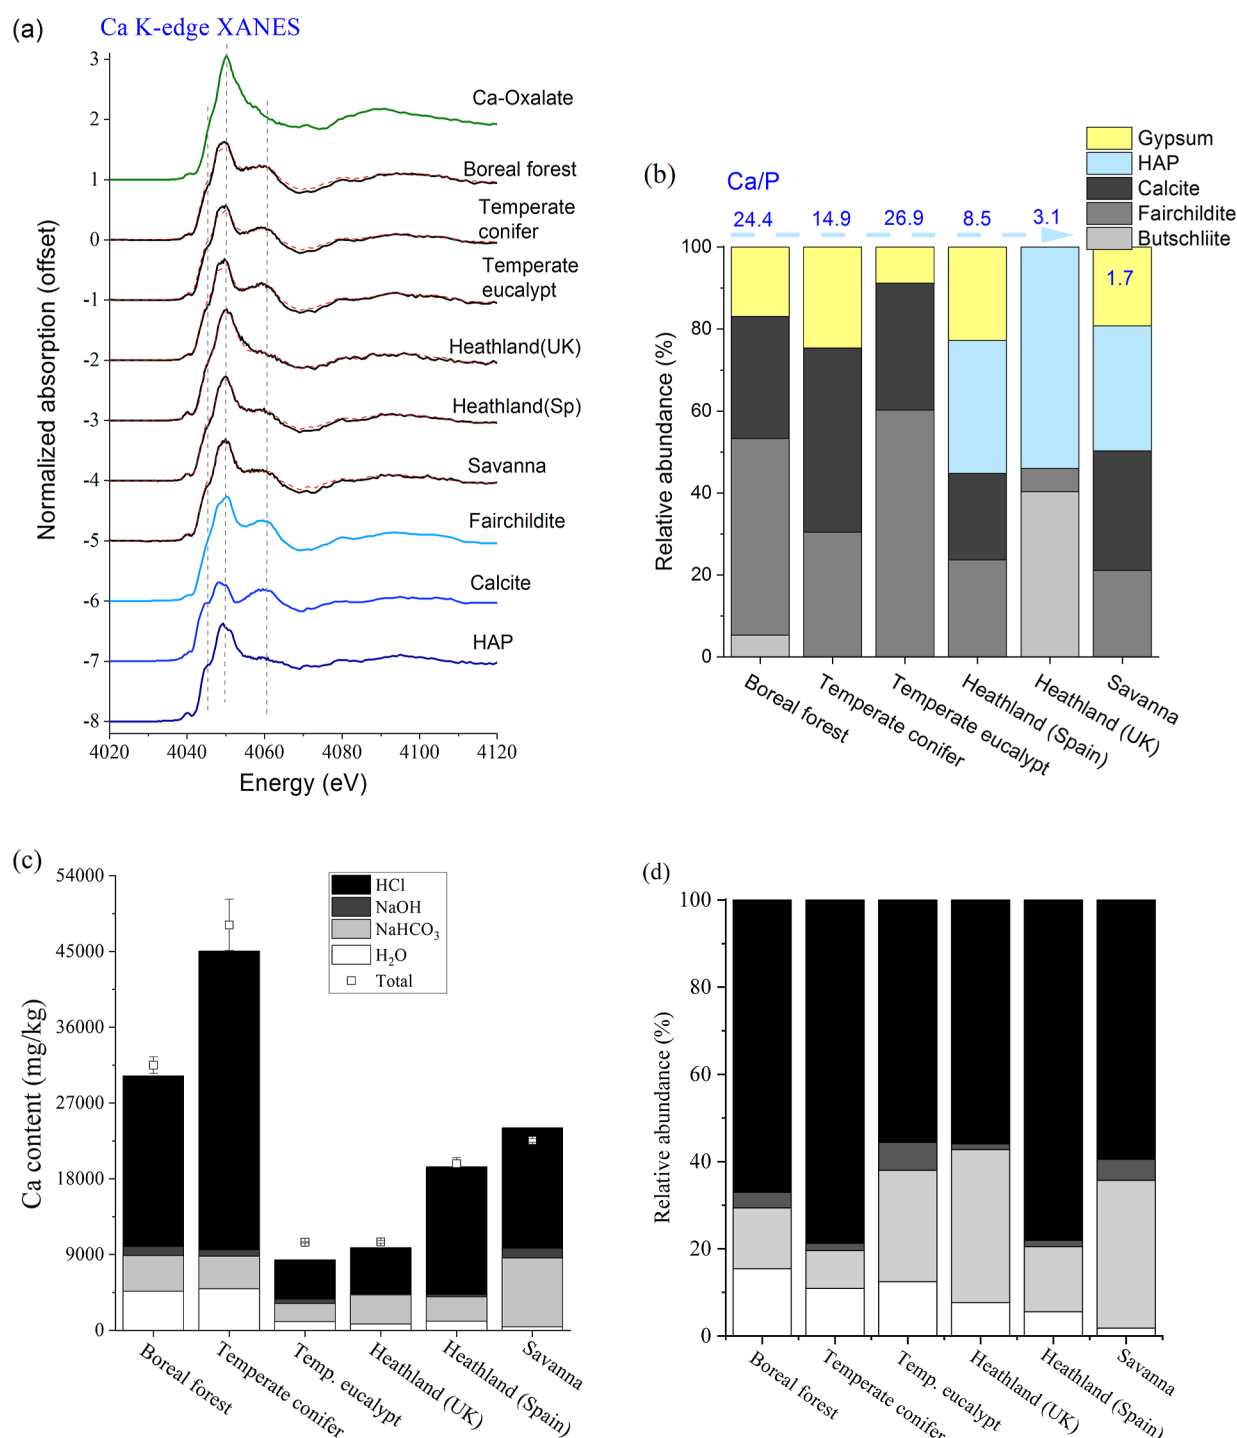 (a)
Ca K-edge XANES
Normalized absorption (offset)
3
2
1
0
-1
-2
-3
-4
-5
-6
-7
-8
Ca-Oxalate
Boreal forest
Temperate
conifer
Temperate
eucalypt
Heathland(UK)
Heathland(Sp)
Savanna
Fairchildite
Calcite
HAP
4020 4040 4060 4080 4100 4120
Energy (eV)
(b)
Gypsum
HAP
Calcite
Fairchildite
Butschliite
Ca/P
24.4 14.9 26.9 8.5 3.1
1.7
Relative abundance (%)
100
80
60
40
20
0
Boreal forest
Temperate conifer
Temperate eucalypt
Heathland (Spain)
Heathland (UK)
Savanna
(c)
Ca content (mg/kg)
54000
45000
36000
27000
18000
9000
0
HCl
NaOH
NaHCO3
H2O
Total
Boreal forest
Temperate conifer
Temp. eucalypt
Heathland (UK)
Heathland (Spain)
Savanna
(d)
Relative abundance (%)
100
80
60
40
20
0
Boreal forest
Temperate conifer
Temp. eucalypt
Heathland (UK)
Heathland (Spain)
Savanna